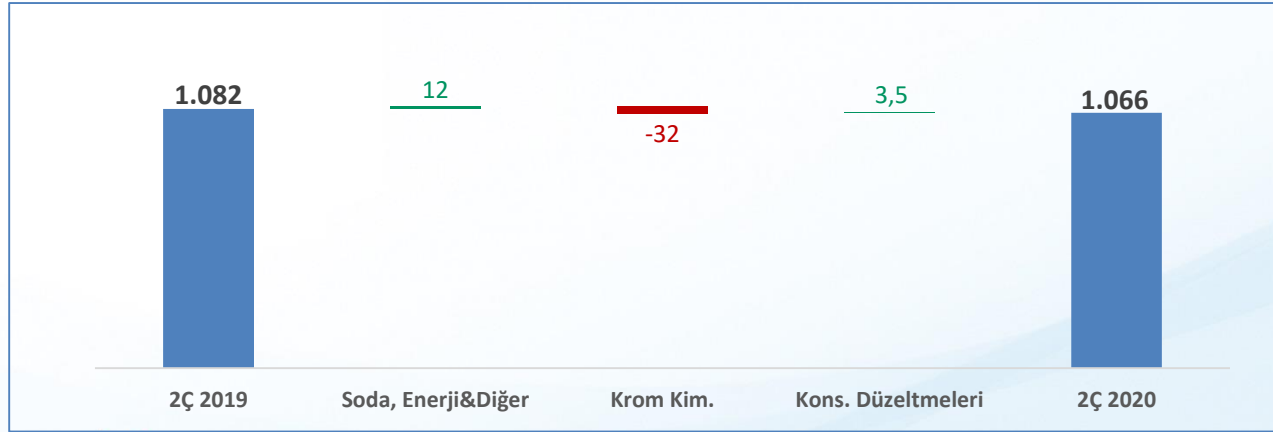 1.082
12
-32
3,5
1.066
2Ç 2019
Soda, Enerji&Diğer
Krom Kim.
Kons. Düzeltmeleri
2Ç 2020